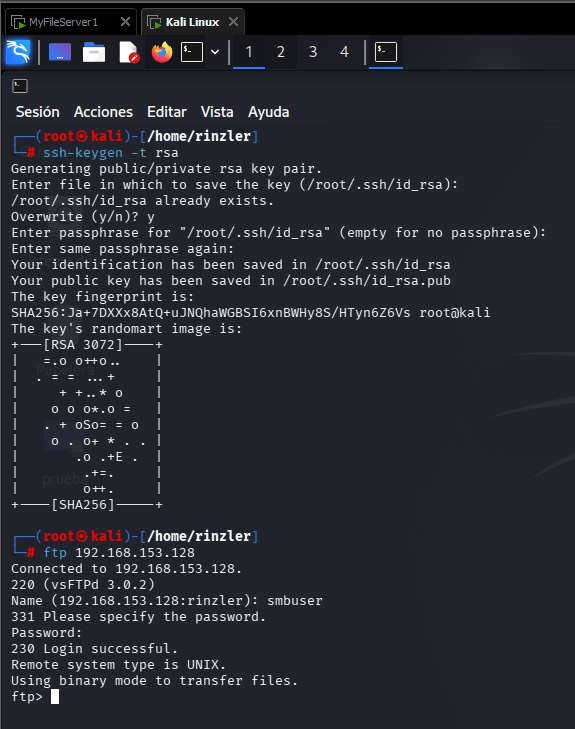 MyFileServer1 × Kali Linux ×
1 2 3 4
Sesión Acciones Editar Vista Ayuda
┌──(root㉿kali)-[/home/rinzler]
└─# ssh-keygen -t rsa
Generating public/private rsa key pair.
Enter file in which to save the key (/root/.ssh/id_rsa):
/root/.ssh/id_rsa already exists.
Overwrite (y/n)? y
Enter passphrase for "/root/.ssh/id_rsa" (empty for no passphrase):
Enter same passphrase again:
Your identification has been saved in /root/.ssh/id_rsa
Your public key has been saved in /root/.ssh/id_rsa.pub
The key fingerprint is:
SHA256:Ja+7DXXx8AtQ+uJNQhaWGBSI6xnBWHy8S/HTyn6Z6Vs root@kali
The key's randomart image is:
+---[RSA 3072]----+
|   =.o o++o..    |
|  . = = ...+     |
|     + +..* o    |
|    o o o*.o =   |
|   . + oSo= = o  |
|    o . o+ * . . |
|       .o .+E .  |
|        .+=.     |
|        o++.     |
+----[SHA256]-----+
┌──(root㉿kali)-[/home/rinzler]
└─# ftp 192.168.153.128
Connected to 192.168.153.128.
220 (vsFTPd 3.0.2)
Name (192.168.153.128:rinzler): smbuser
331 Please specify the password.
Password:
230 Login successful.
Remote system type is UNIX.
Using binary mode to transfer files.
ftp>